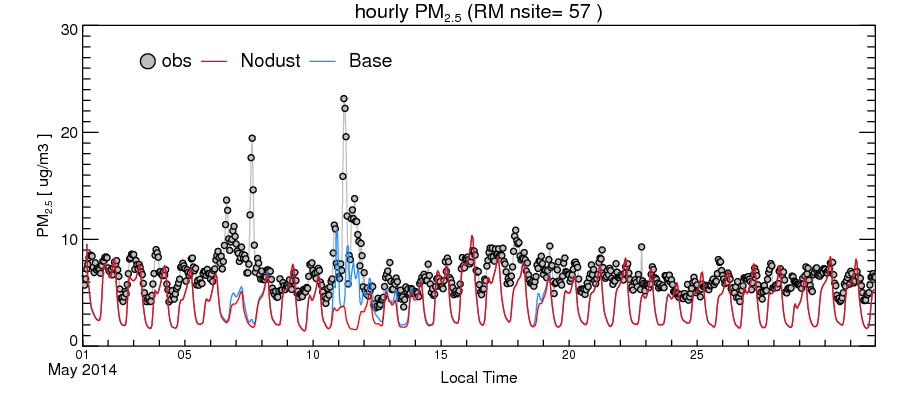 hourly PM2.5 (RM nsite= 57 )
30
obs Nodust Base
20
PM2.5 [ ug/m3 ]
10
0
01 05 10 15 20 25
May 2014
Local Time